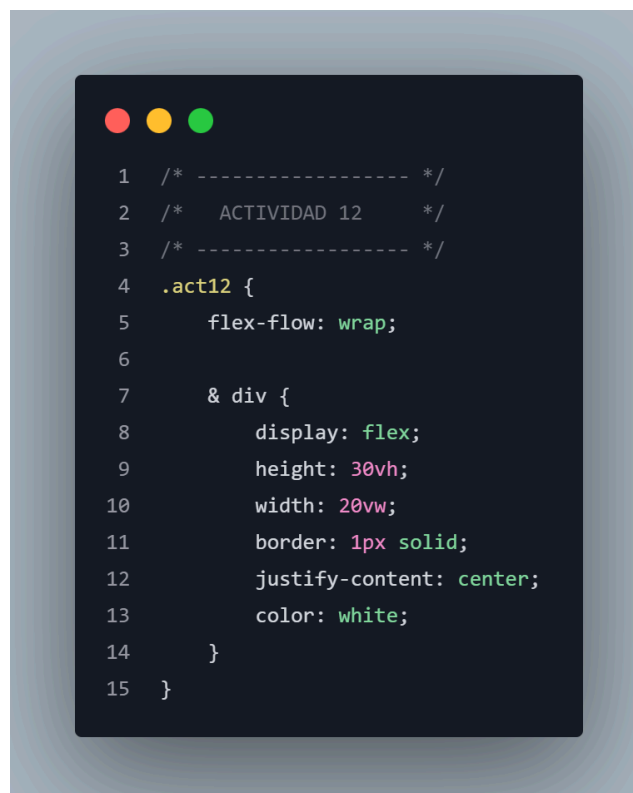 1 /* ------------------ */
2 /*   ACTIVIDAD 12     */
3 /* ------------------ */
4 .act12 {
5     flex-flow: wrap;
6
7     & div {
8         display: flex;
9         height: 30vh;
10         width: 20vw;
11         border: 1px solid;
12         justify-content: center;
13         color: white;
14     }
15 }